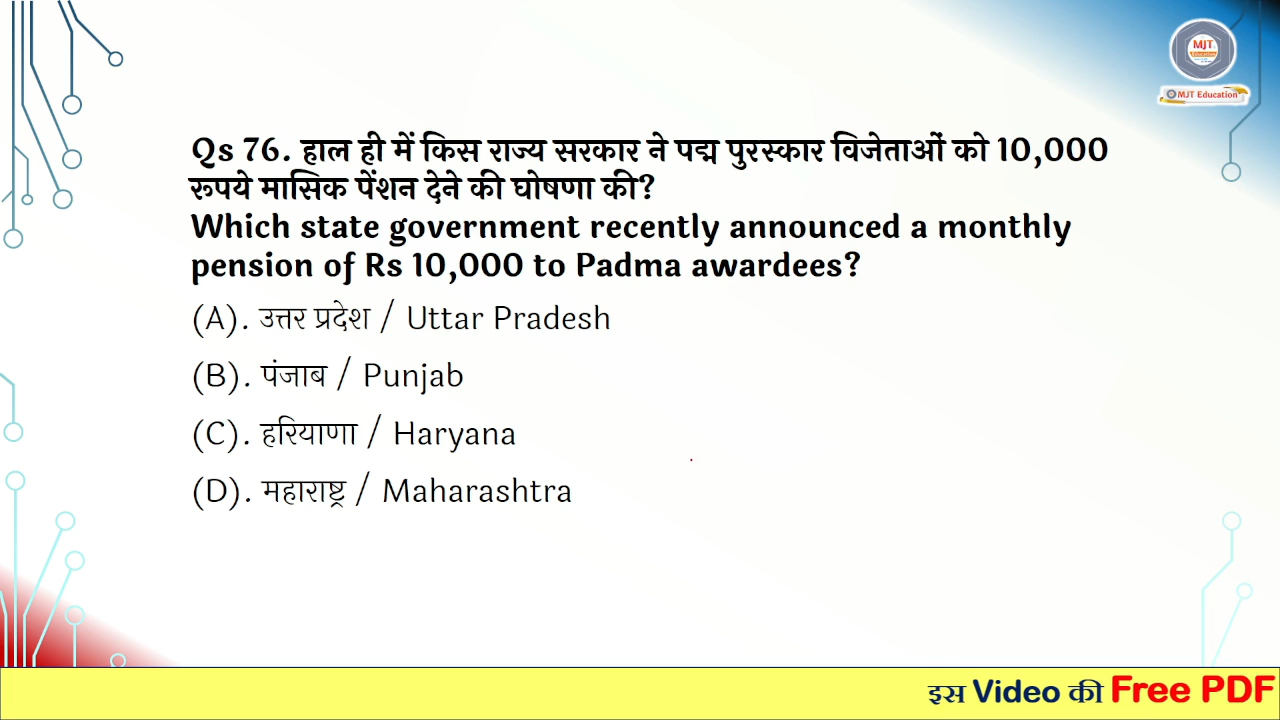 MJT
Education
MJT Education
Qs 76. हाल ही में किस राज्य सरकार ने पद्म पुरस्कार विजेताओं को 10,000
रूपये मासिक पेंशन देने की घोषणा की?
Which state government recently announced a monthly
pension of Rs 10,000 to Padma awardees?
(A). उत्तर प्रदेश / Uttar Pradesh
(B). पंजाब / Punjab
(C). हरियाणा / Haryana
(D). महाराष्ट्र / Maharashtra
इस Video की Free PDF